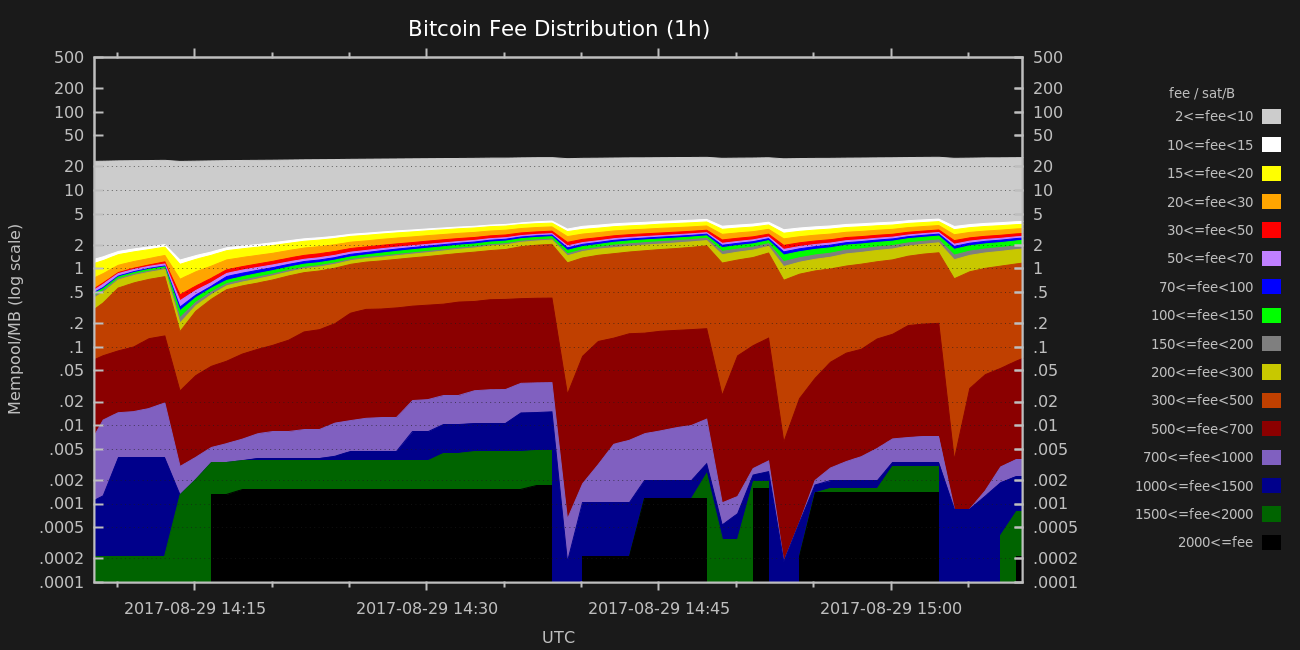 Bitcoin Fee Distribution (1h)
500
200
100
50
20
10
5
2
1
.5
.2
.1
.05
.02
.01
.005
.002
.001
.0005
.0002
.0001
Mempool/MB (log scale)
500
200
100
50
20
10
5
2
1
.5
.2
.1
.05
.02
.01
.005
.002
.001
.0005
.0002
.0001
2017-08-29 14:15
2017-08-29 14:30
2017-08-29 14:45
2017-08-29 15:00
UTC
fee / sat/B
2<=fee<10
10<=fee<15
15<=fee<20
20<=fee<30
30<=fee<50
50<=fee<70
70<=fee<100
100<=fee<150
150<=fee<200
200<=fee<300
300<=fee<500
500<=fee<700
700<=fee<1000
1000<=fee<1500
1500<=fee<2000
2000<=fee